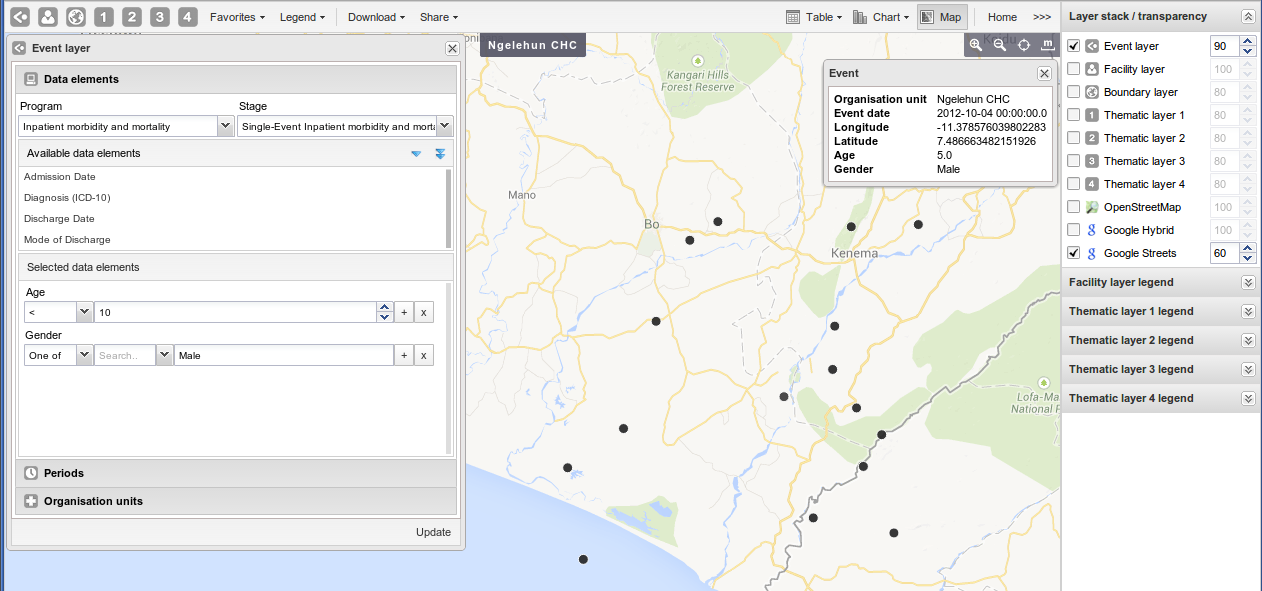 1 2 3 4 Favorites Legend Download Share Table Chart Map Home >>>
Event layer
Data elements
Program Stage
Inpatient morbidity and mortality Single-Event Inpatient morbidity and morta
Available data elements
Admission Date
Diagnosis (ICD-10)
Discharge Date
Mode of Discharge
Selected data elements
Age
< 10 + x
Gender
One of Search.. Male + x
Periods
Organisation units
Update
Ngelehun CHC
m
Kangari Hills
Forest Reserve
Mano
Bo
Kenema
Lofa-Ma
National P
Event
Organisation unit Ngelehun CHC
Event date 2012-10-04 00:00:00.0
Longitude -11.378576039802283
Latitude 7.486663482151926
Age 5.0
Gender Male
Layer stack / transparency
Event layer 90
Facility layer 100
Boundary layer 80
1 Thematic layer 1 80
2 Thematic layer 2 80
3 Thematic layer 3 80
4 Thematic layer 4 80
OpenStreetMap 100
g Google Hybrid 100
g Google Streets 60
Facility layer legend
Thematic layer 1 legend
Thematic layer 2 legend
Thematic layer 3 legend
Thematic layer 4 legend